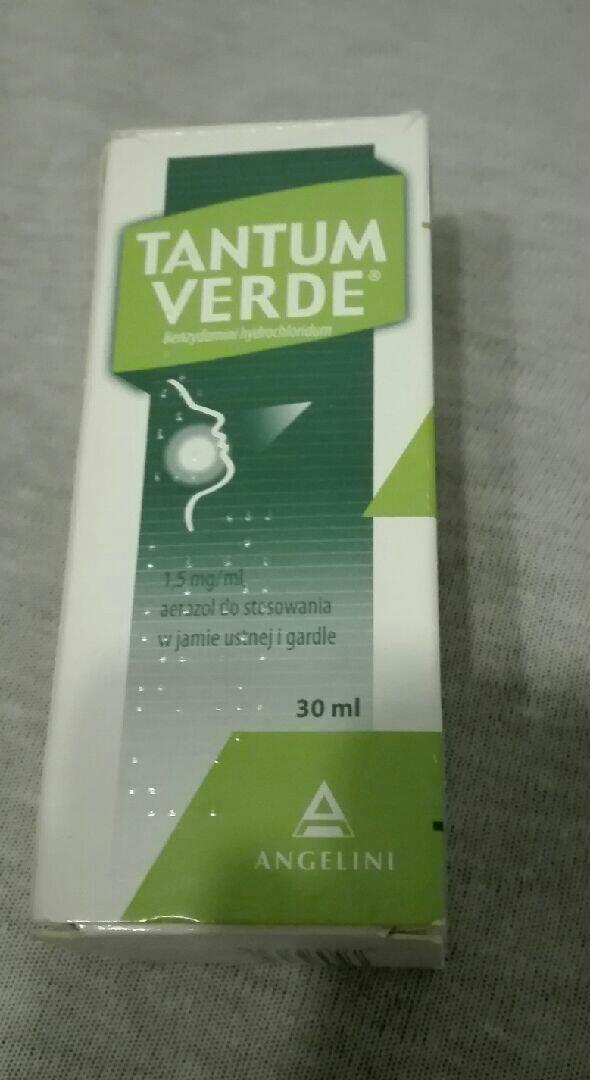 TANTUM
VERDE®
Benzydamini hydrochloridum
1,5 mg/ml,
aerozol do stosowania
w jamie ustnej i gardle
30 ml
ANGELINI